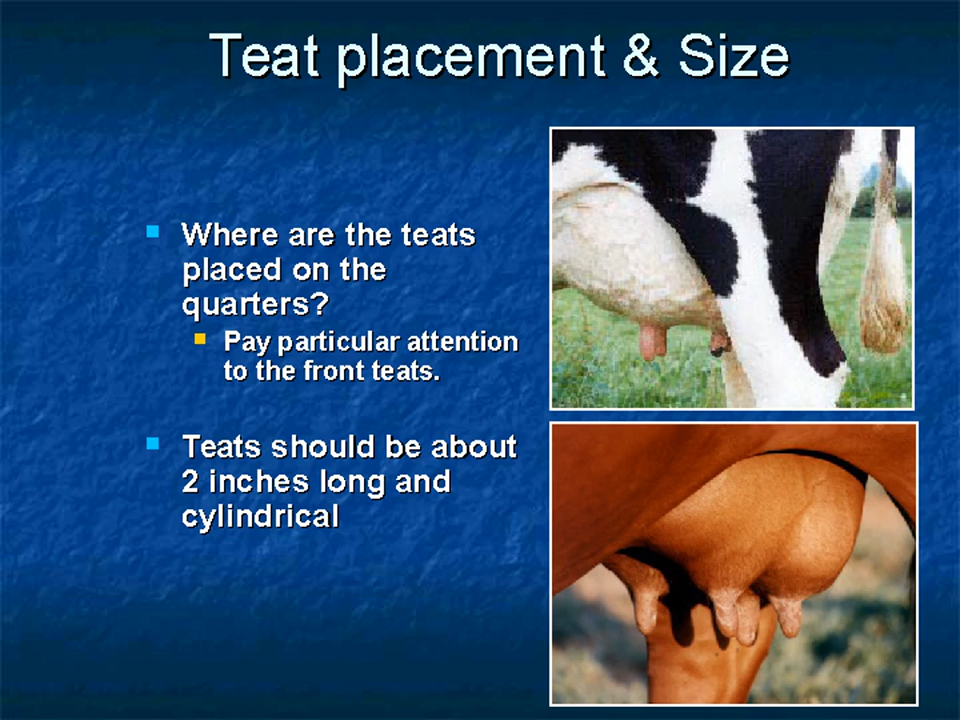 Teat placement & Size
Where are the teats
placed on the
quarters?
Pay particular attention
to the front teats.
Teats should be about
2 inches long and
cylindrical